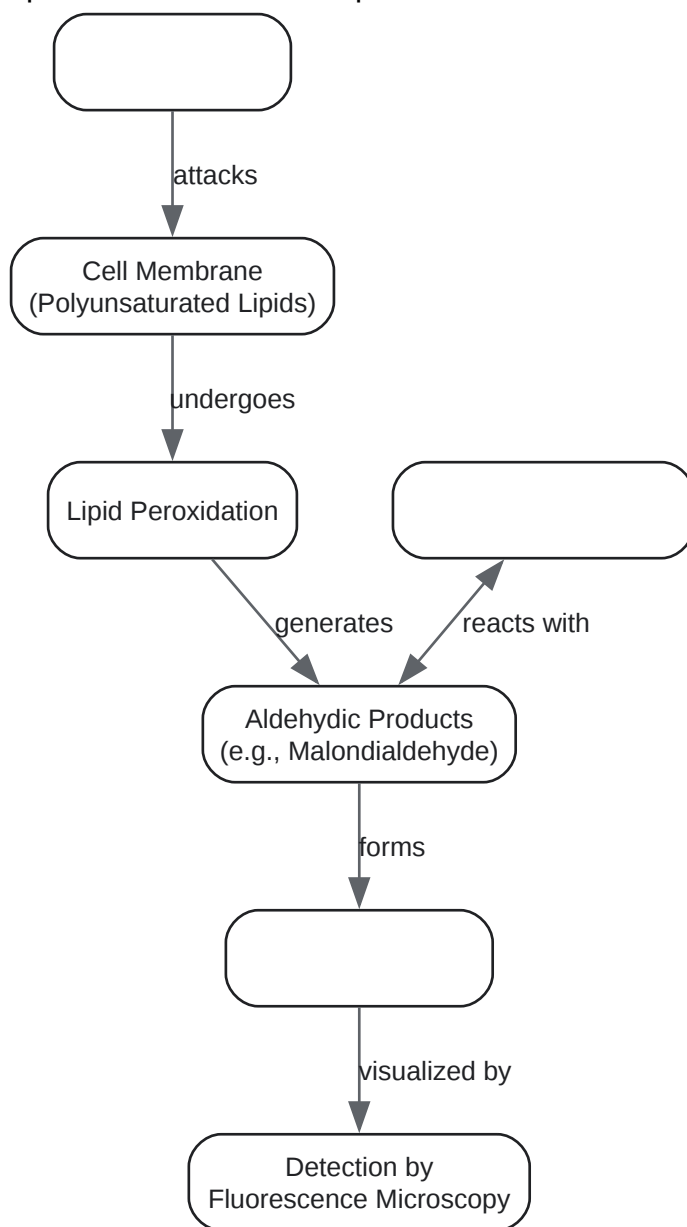 attacks
Cell Membrane
(Polyunsaturated Lipids)
undergoes
Lipid Peroxidation
generates
reacts with
Aldehydic Products
(e.g., Malondialdehyde)
forms
visualized by
Detection by
Fluorescence Microscopy